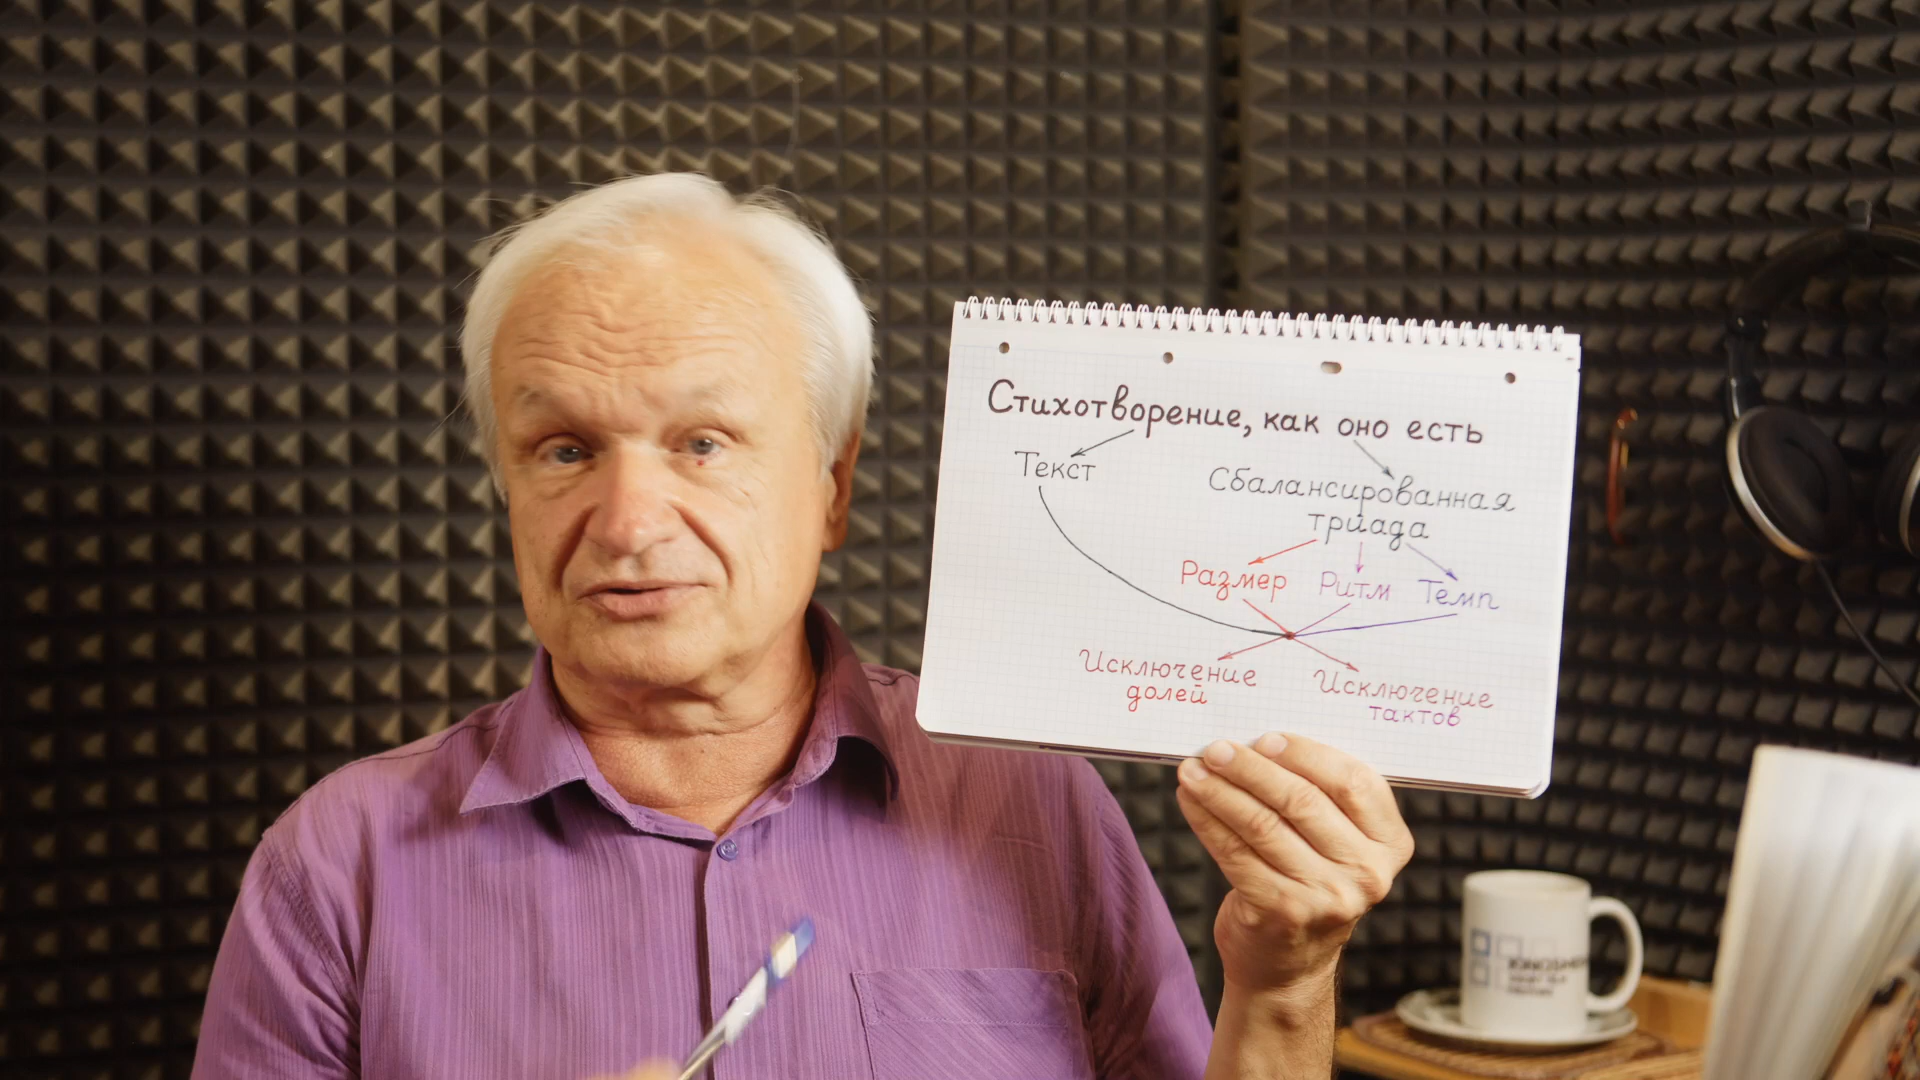 Стихотворение, как оно есть
Текст
Сбалансированная
триада
Размер Ритм Темп
Исключение
долей
Исключение
тактов